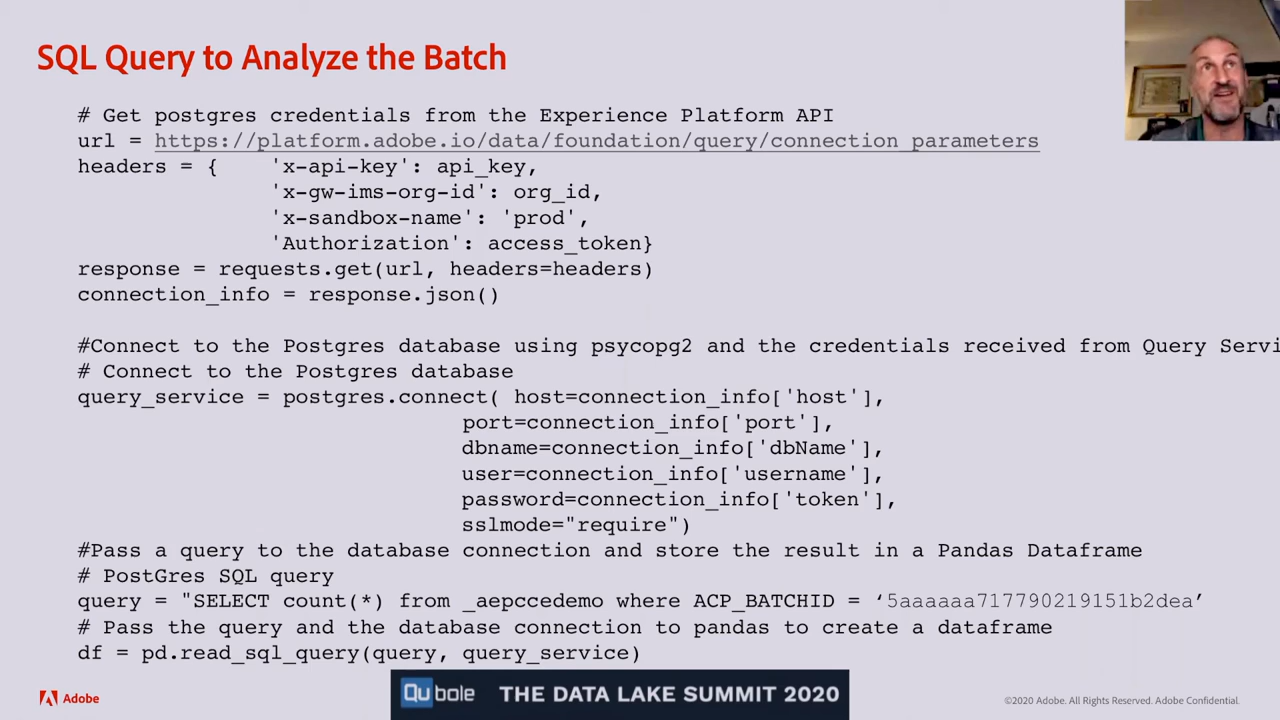 SQL Query to Analyze the Batch
# Get postgres credentials from the Experience Platform API
url = https://platform.adobe.io/data/foundation/query/connection_parameters
headers = {    'x-api-key': api_key,
'x-gw-ims-org-id': org_id,
'x-sandbox-name': 'prod',
'Authorization': access_token}
response = requests.get(url, headers=headers)
connection_info = response.json()
#Connect to the Postgres database using psycopg2 and the credentials received from Query Servi
# Connect to the Postgres database
query_service = postgres.connect( host=connection_info['host'],
port=connection_info['port'],
dbname=connection_info['dbName'],
user=connection_info['username'],
password=connection_info['token'],
sslmode="require")
#Pass a query to the database connection and store the result in a Pandas Dataframe
# PostGres SQL query
query = "SELECT count(*) from _aepccedemo where ACP_BATCHID = ‘5aaaaaa717790219151b2dea’
# Pass the query and the database connection to pandas to create a dataframe
df = pd.read_sql_query(query, query_service)
Adobe
Qubole THE DATA LAKE SUMMIT 2020
©2020 Adobe. All Rights Reserved. Adobe Confidential.